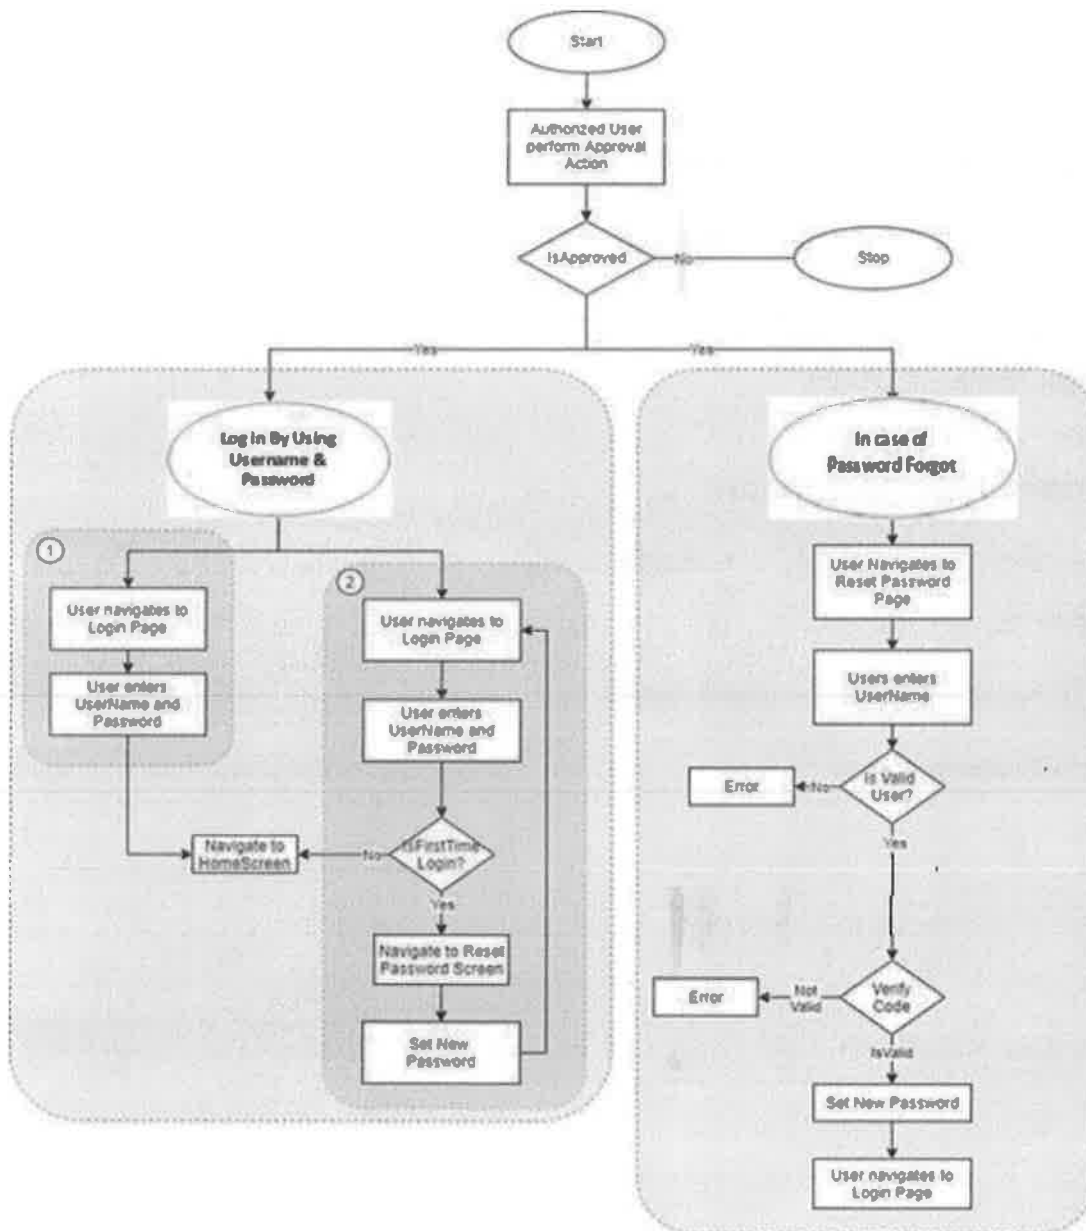 Start
Authorized User
perform Approval
Action
IsApproved
No
Stop
Yes
Yes
Log in By Using
Username &
Password
In case of
Password Forgot
1
User navigates to
Login Page
User enters
UserName and
Password
2
User navigates to
Login Page
User enters
UserName and
Password
IsFirstTime
Login?
No
Navigate to
HomeScreen
Yes
Navigate to Reset
Password Screen
Set New
Password
User Navigates to
Reset Password
Page
Users enters
UserName
Is Valid
User?
No
Error
Yes
Verify
Code
Not
Valid
Error
IsValid
Set New Password
User navigates to
Login Page